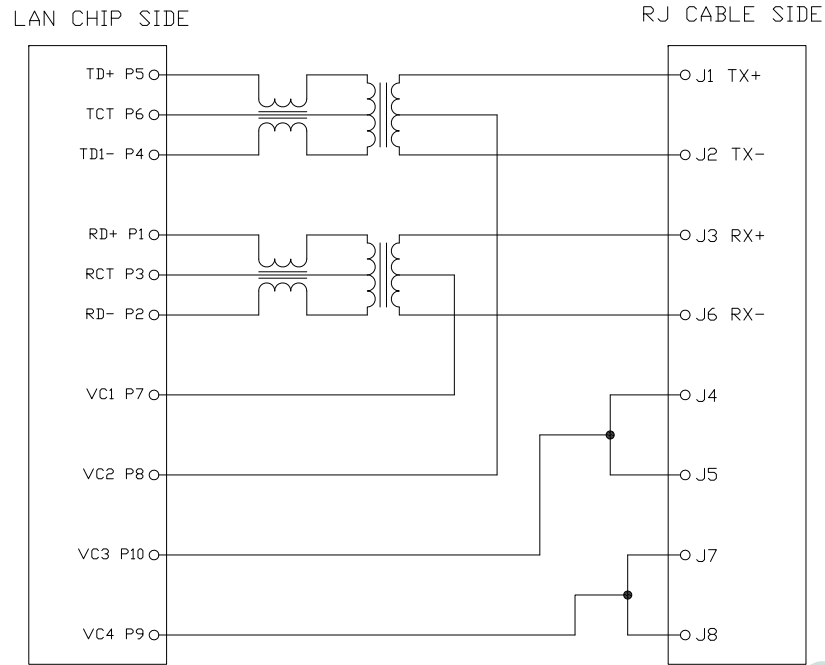 LAN CHIP SIDE
RJ CABLE SIDE
TD+ P5
TCT P6
TD1- P4
RD+ P1
RCT P3
RD- P2
VC1 P7
VC2 P8
VC3 P10
VC4 P9
J1 TX+
J2 TX-
J3 RX+
J6 RX-
J4
J5
J7
J8